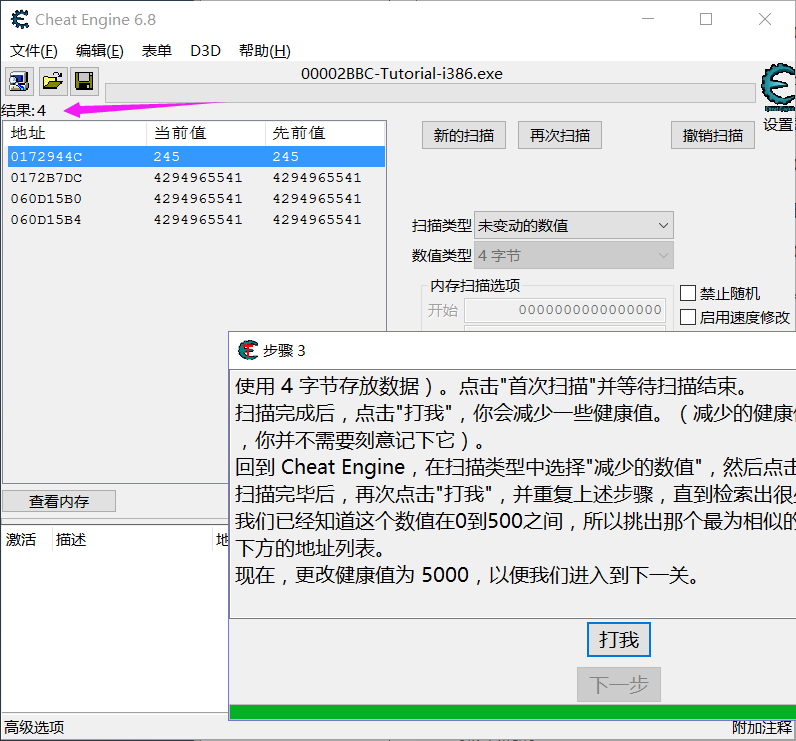 Cheat Engine 6.8
文件(F) 编辑(E) 表单 D3D 帮助(H)
00002BBC-Tutorial-i386.exe
结果:4
设置
地址 当前值 先前值
0172944C 245 245
0172B7DC 4294965541 4294965541
060D15B0 4294965541 4294965541
060D15B4 4294965541 4294965541
新的扫描 再次扫描 撤销扫描
扫描类型 未变动的数值
数值类型 4 字节
内存扫描选项
开始 0000000000000000
禁止随机
启用速度修改
步骤 3
使用 4 字节存放数据)。点击"首次扫描"并等待扫描结束。
扫描完成后，点击"打我"，你会减少一些健康值。（减少的健康
，你并不需要刻意记下它）。
回到 Cheat Engine，在扫描类型中选择"减少的数值"，然后点击
扫描完毕后，再次点击"打我"，并重复上述步骤，直到检索出很
我们已经知道这个数值在0到500之间，所以挑出那个最为相似的
下方的地址列表。
现在，更改健康值为 5000，以便我们进入到下一关。
打我
下一步
查看内存
激活 描述 地
高级选项
附加注释